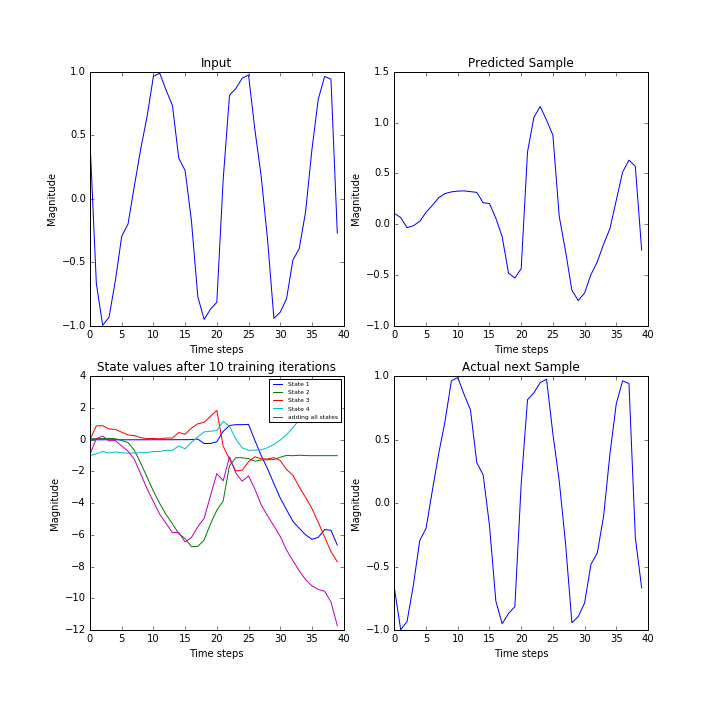 Input
Magnitude
1.0
0.5
0.0
−0.5
−1.0
0 5 10 15 20 25 30 35 40
Time steps
Predicted Sample
Magnitude
1.5
1.0
0.5
0.0
−0.5
−1.0
0 5 10 15 20 25 30 35 40
Time steps
State values after 10 training iterations
Magnitude
4
2
0
−2
−4
−6
−8
−10
−12
0 5 10 15 20 25 30 35 40
Time steps
State 1
State 2
State 3
State 4
adding all states
Actual next Sample
Magnitude
1.0
0.5
0.0
−0.5
−1.0
0 5 10 15 20 25 30 35 40
Time steps